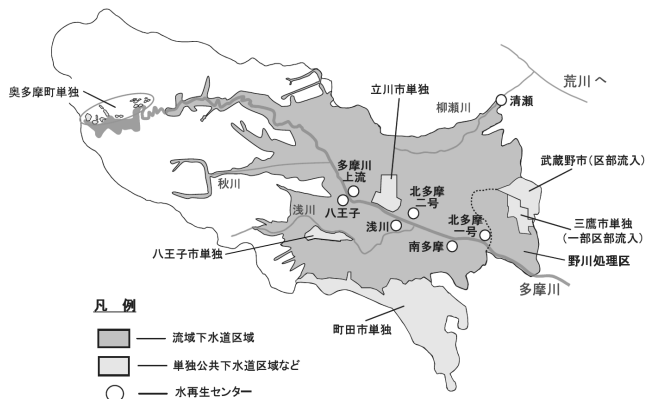 荒川へ
奥多摩町単独
立川市単独
柳瀬川
清瀬
武蔵野市(区部流入)
多摩川
上流
北多摩
二号
三鷹市単独
(一部区部流入)
秋川
八王子
浅川
浅川
北多摩
一号
八王子市単独
南多摩
野川処理区
多摩川
町田市単独
凡 例
流域下水道区域
単独公共下水道区域など
水再生センター